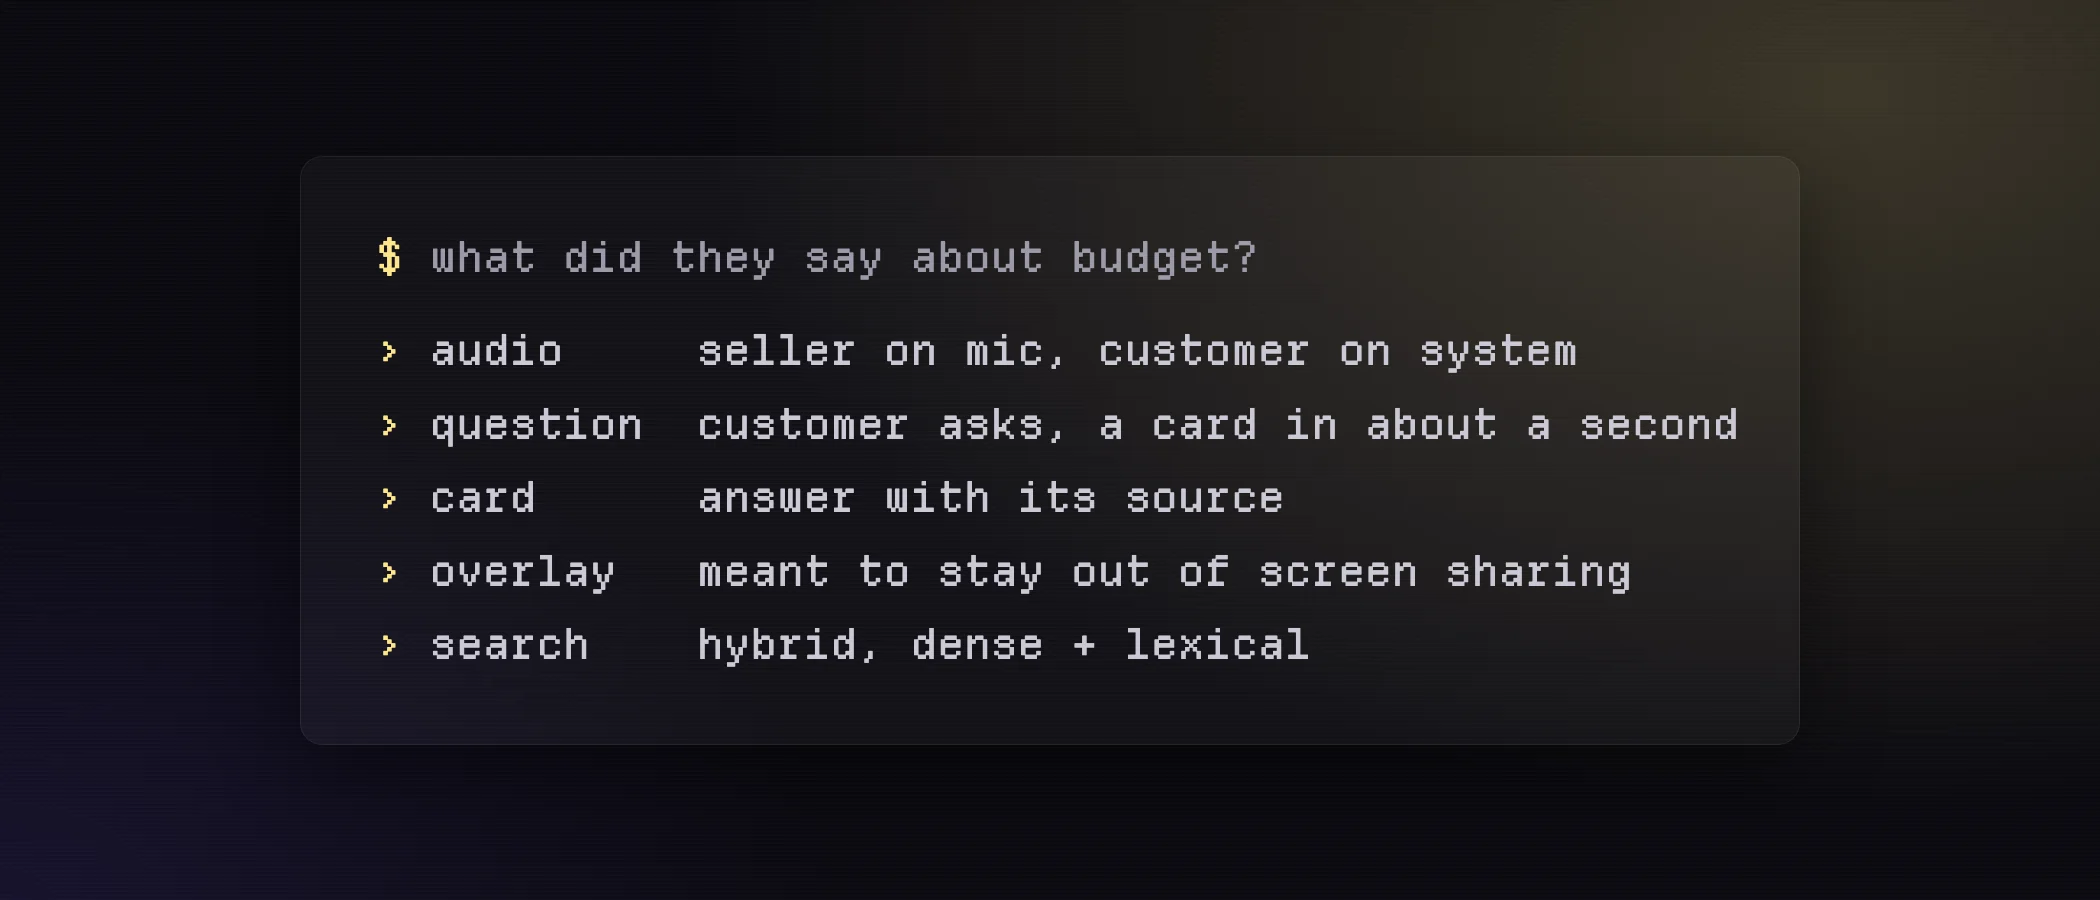 $ what did they say about budget?
› audio seller on mic, customer on system
› question customer asks, a card in about a second
› card answer with its source
› overlay meant to stay out of screen sharing
› search hybrid, dense + lexical